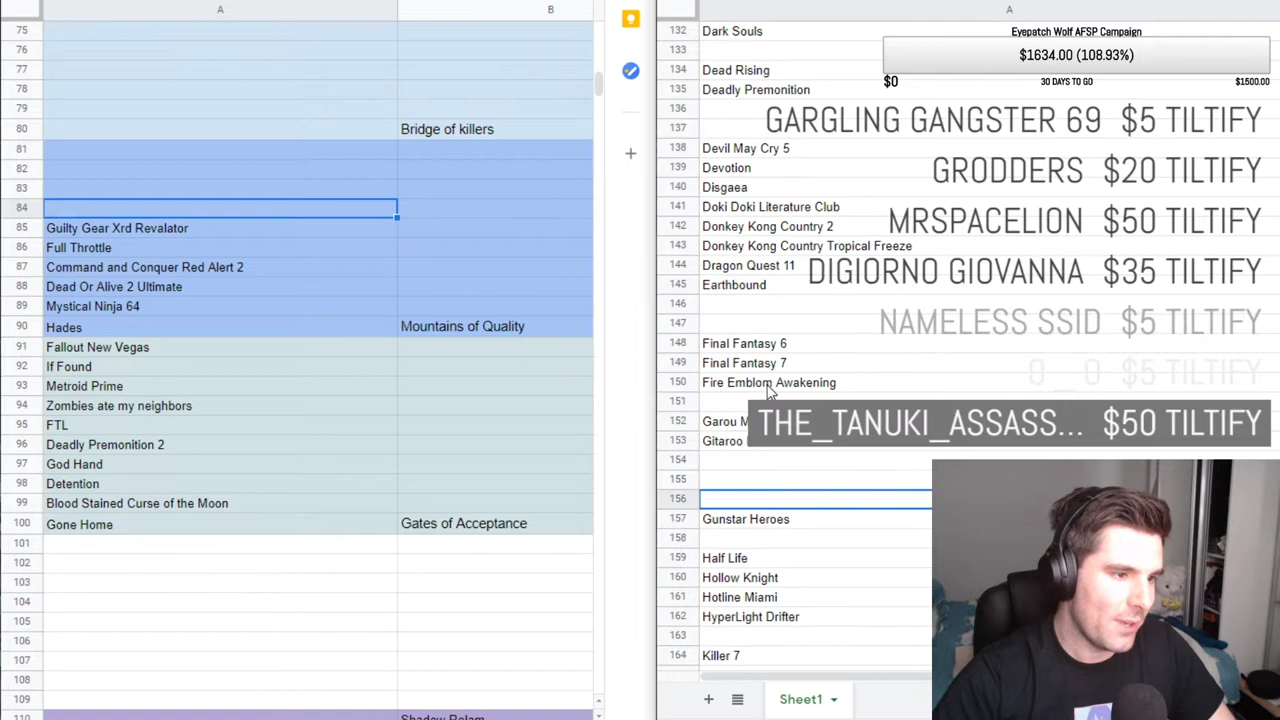 A
B
75
76
77
78
79
80 Bridge of killers
81
82
83
84
85 Guilty Gear Xrd Revalator
86 Full Throttle
87 Command and Conquer Red Alert 2
88 Dead Or Alive 2 Ultimate
89 Mystical Ninja 64
90 Hades Mountains of Quality
91 Fallout New Vegas
92 If Found
93 Metroid Prime
94 Zombies ate my neighbors
95 FTL
96 Deadly Premonition 2
97 God Hand
98 Detention
99 Blood Stained Curse of the Moon
100 Gone Home Gates of Acceptance
101
102
103
104
105
106
107
108
109
110 Shadow Relam
A
132 Dark Souls
133
134 Dead Rising
135 Deadly Premonition
136
137
138 Devil May Cry 5
139 Devotion
140 Disgaea
141 Doki Doki Literature Club
142 Donkey Kong Country 2
143 Donkey Kong Country Tropical Freeze
144 Dragon Quest 11
145 Earthbound
146
147
148 Final Fantasy 6
149 Final Fantasy 7
150 Fire Emblom Awakening
151
152 Garou M
153 Gitaroo
154
155
156
157 Gunstar Heroes
158
159 Half Life
160 Hollow Knight
161 Hotline Miami
162 HyperLight Drifter
163
164 Killer 7
Sheet1
Eyepatch Wolf AFSP Campaign
$1634.00 (108.93%)
$0 30 DAYS TO GO $1500.00
GARGLING GANGSTER 69 $5 TILTIFY
GRODDERS $20 TILTIFY
MRSPACELION $50 TILTIFY
DIGIORNO GIOVANNA $35 TILTIFY
NAMELESS SSID $5 TILTIFY
0_0 $5 TILTIFY
THE_TANUKI_ASSASS... $50 TILTIFY